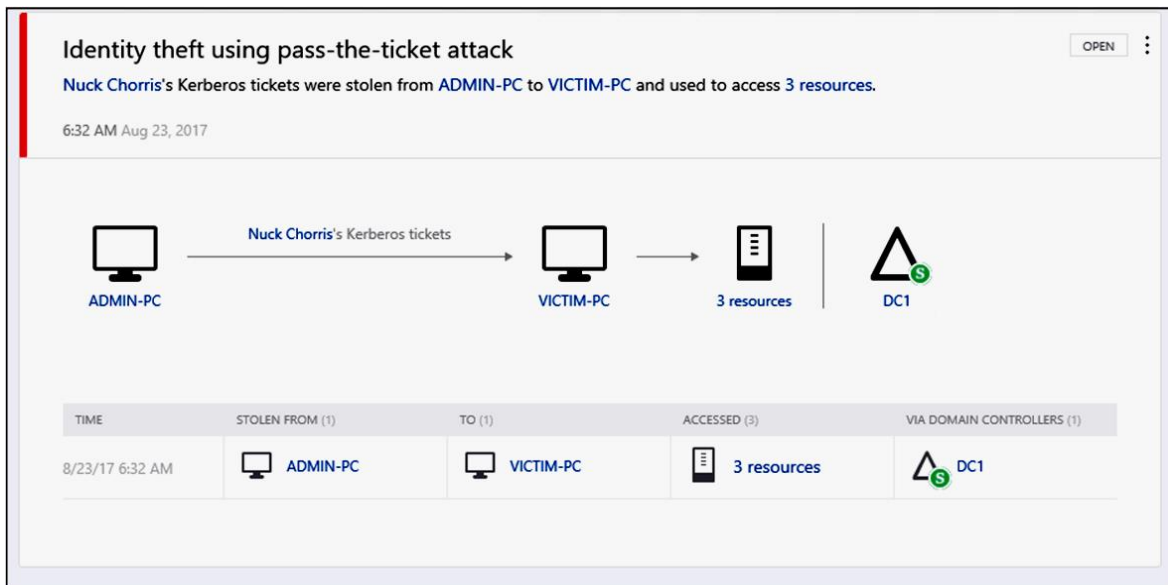 Identity theft using pass-the-ticket attack
OPEN
Nuck Chorris's Kerberos tickets were stolen from ADMIN-PC to VICTIM-PC and used to access 3 resources.
6:32 AM Aug 23, 2017
Nuck Chorris's Kerberos tickets
ADMIN-PC
VICTIM-PC
3 resources
S
DC1
TIME STOLEN FROM (1) TO (1) ACCESSED (3) VIA DOMAIN CONTROLLERS (1)
8/23/17 6:32 AM ADMIN-PC VICTIM-PC 3 resources S DC1